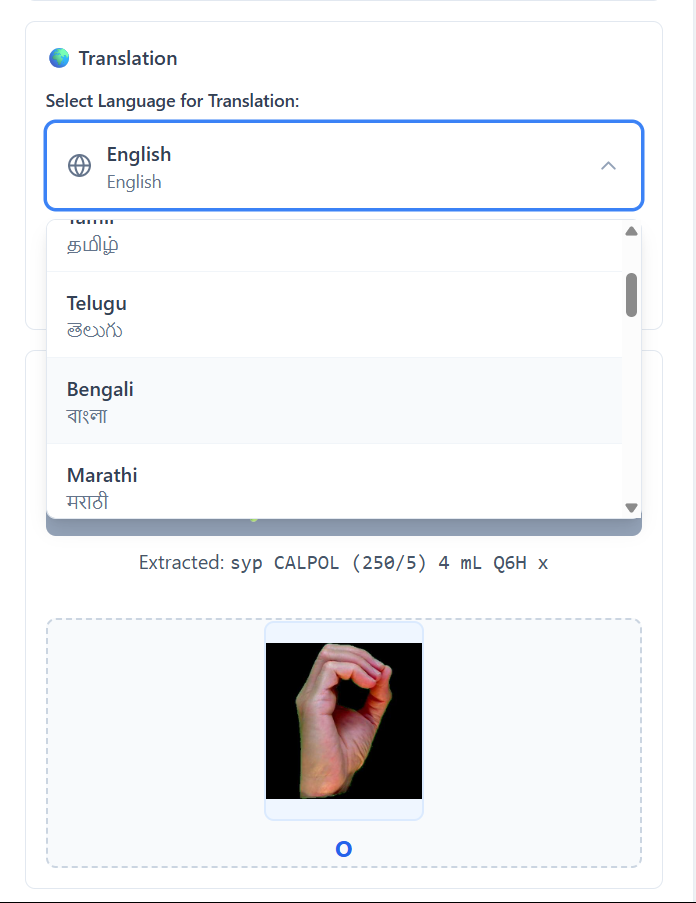 Translation
Select Language for Translation:
English
English
Tamil
தமிழ்
Telugu
తెలుగు
Bengali
বাংলা
Marathi
मराठी
Extracted: syp CALPOL (250/5) 4 mL Q6H x
O